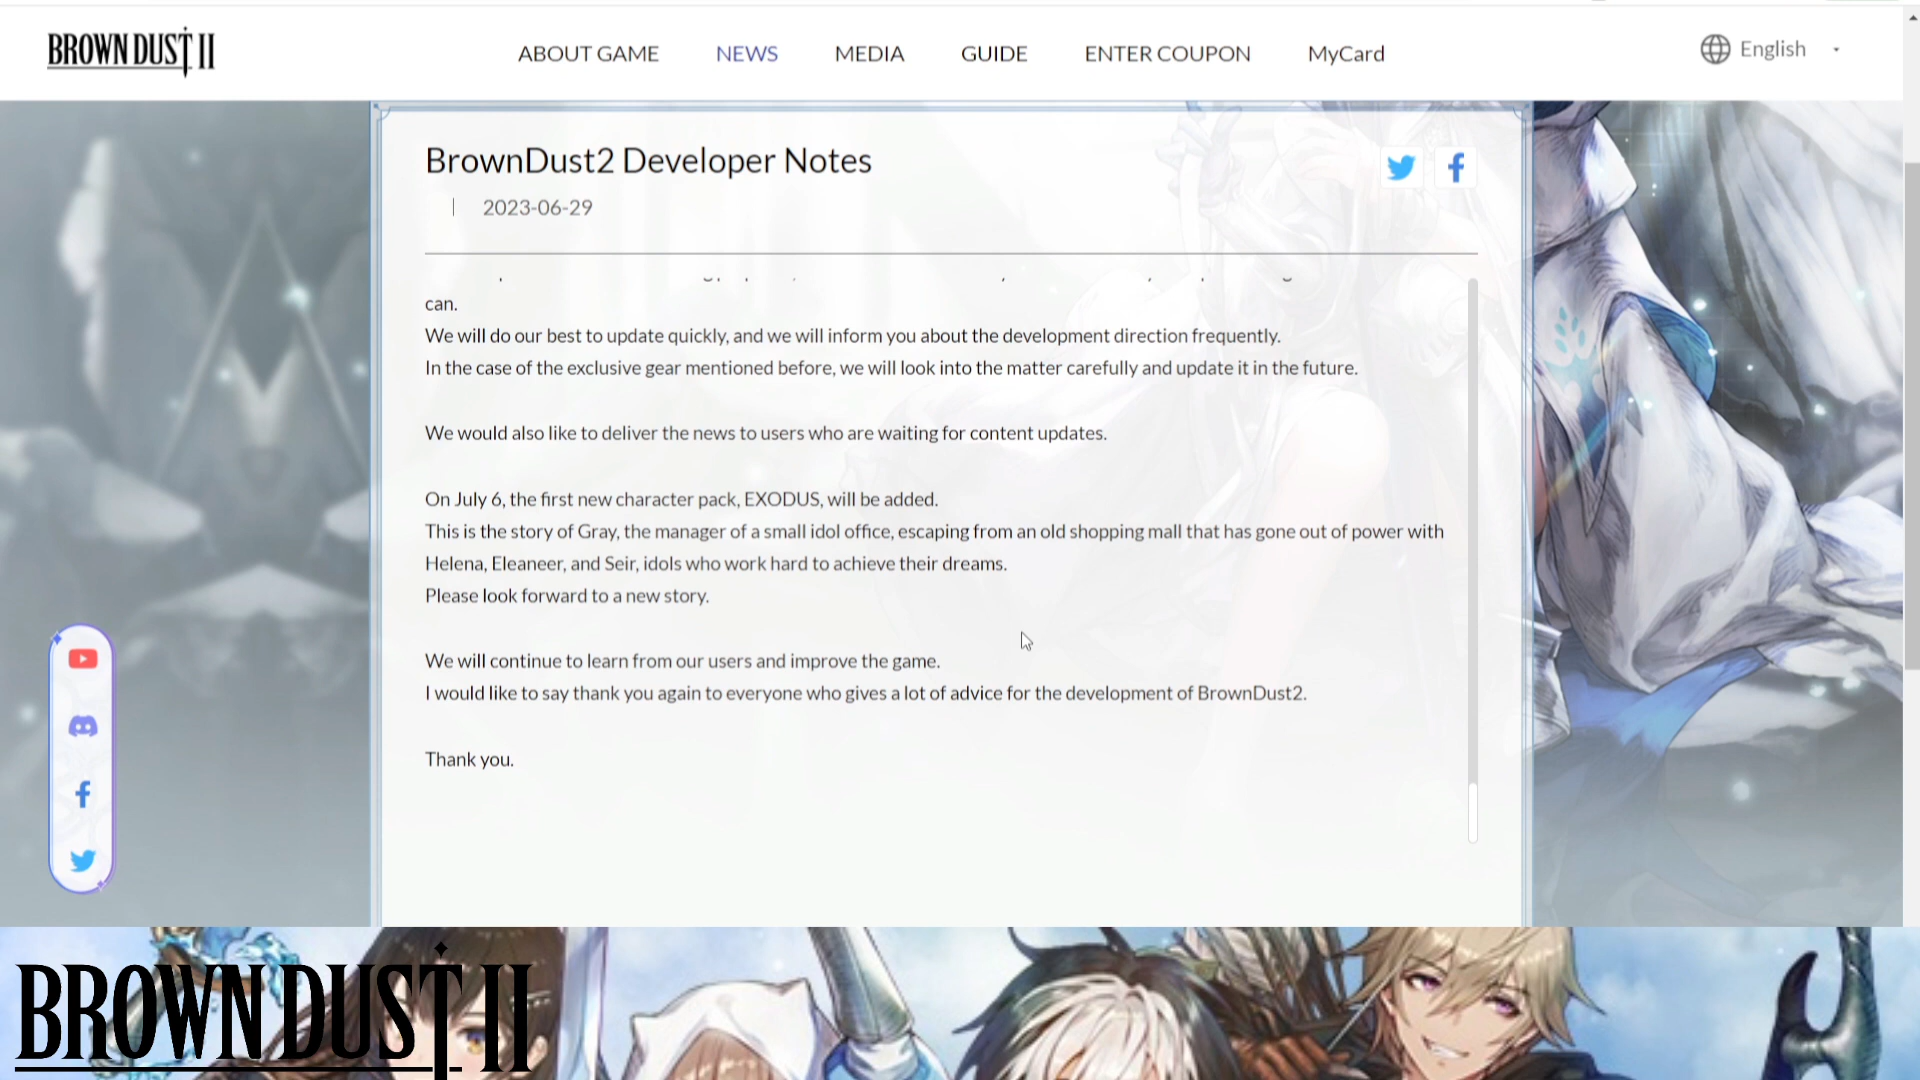 BROWN DUST II
ABOUT GAME
NEWS
MEDIA
GUIDE
ENTER COUPON
MyCard
English
BrownDust2 Developer Notes
2023-06-29
can.
We will do our best to update quickly, and we will inform you about the development direction frequently.
In the case of the exclusive gear mentioned before, we will look into the matter carefully and update it in the future.
We would also like to deliver the news to users who are waiting for content updates.
On July 6, the first new character pack, EXODUS, will be added.
This is the story of Gray, the manager of a small idol office, escaping from an old shopping mall that has gone out of power with
Helena, Eleaneer, and Seir, idols who work hard to achieve their dreams.
Please look forward to a new story.
We will continue to learn from our users and improve the game.
I would like to say thank you again to everyone who gives a lot of advice for the development of BrownDust2.
Thank you.
BROWN DUST II